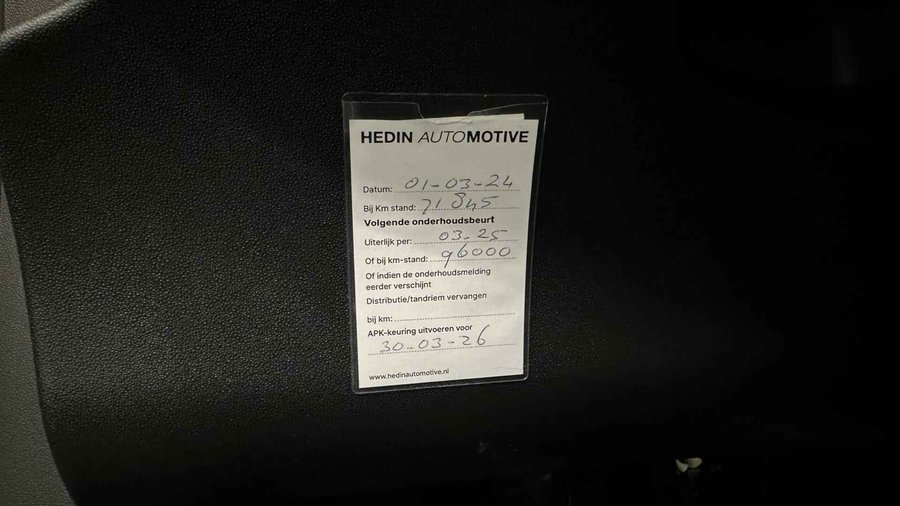 HEDIN AUTOMOTIVE
Datum: 01-03-24
Bij Km stand: 71845
Volgende onderhoudsbeurt
Uiterlijk per: 03-25
Of bij km-stand: 96000
Of indien de onderhoudsmelding
eerder verschijnt
Distributie/tandriem vervangen
bij km:
APK-keuring uitvoeren voor
30-03-26
www.hedinautomotive.nl